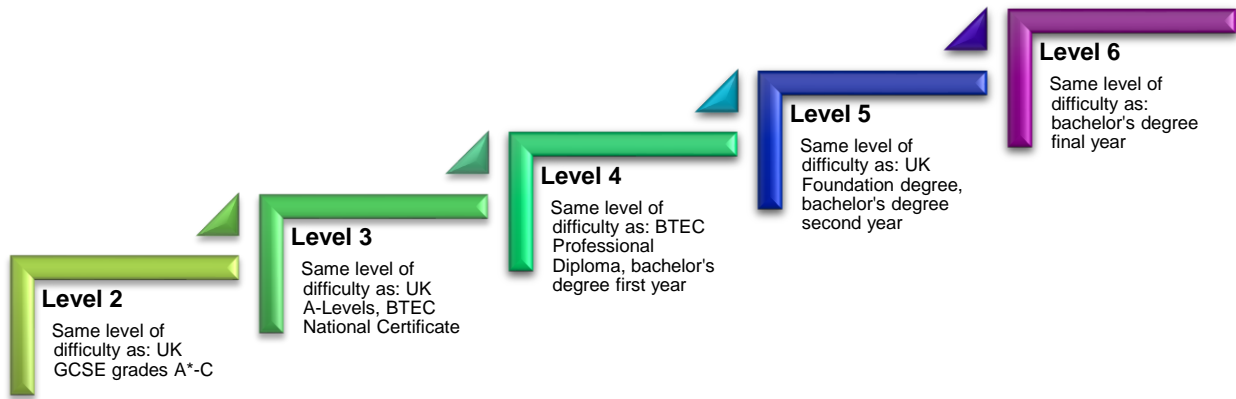 Level 2
Same level of
difficulty as: UK
GCSE grades A*-C
Level 3
Same level of
difficulty as: UK
A-Levels, BTEC
National Certificate
Level 4
Same level of
difficulty as: BTEC
Professional
Diploma, bachelor's
degree first year
Level 5
Same level of
difficulty as: UK
Foundation degree,
bachelor's degree
second year
Level 6
Same level of
difficulty as:
bachelor's degree
final year